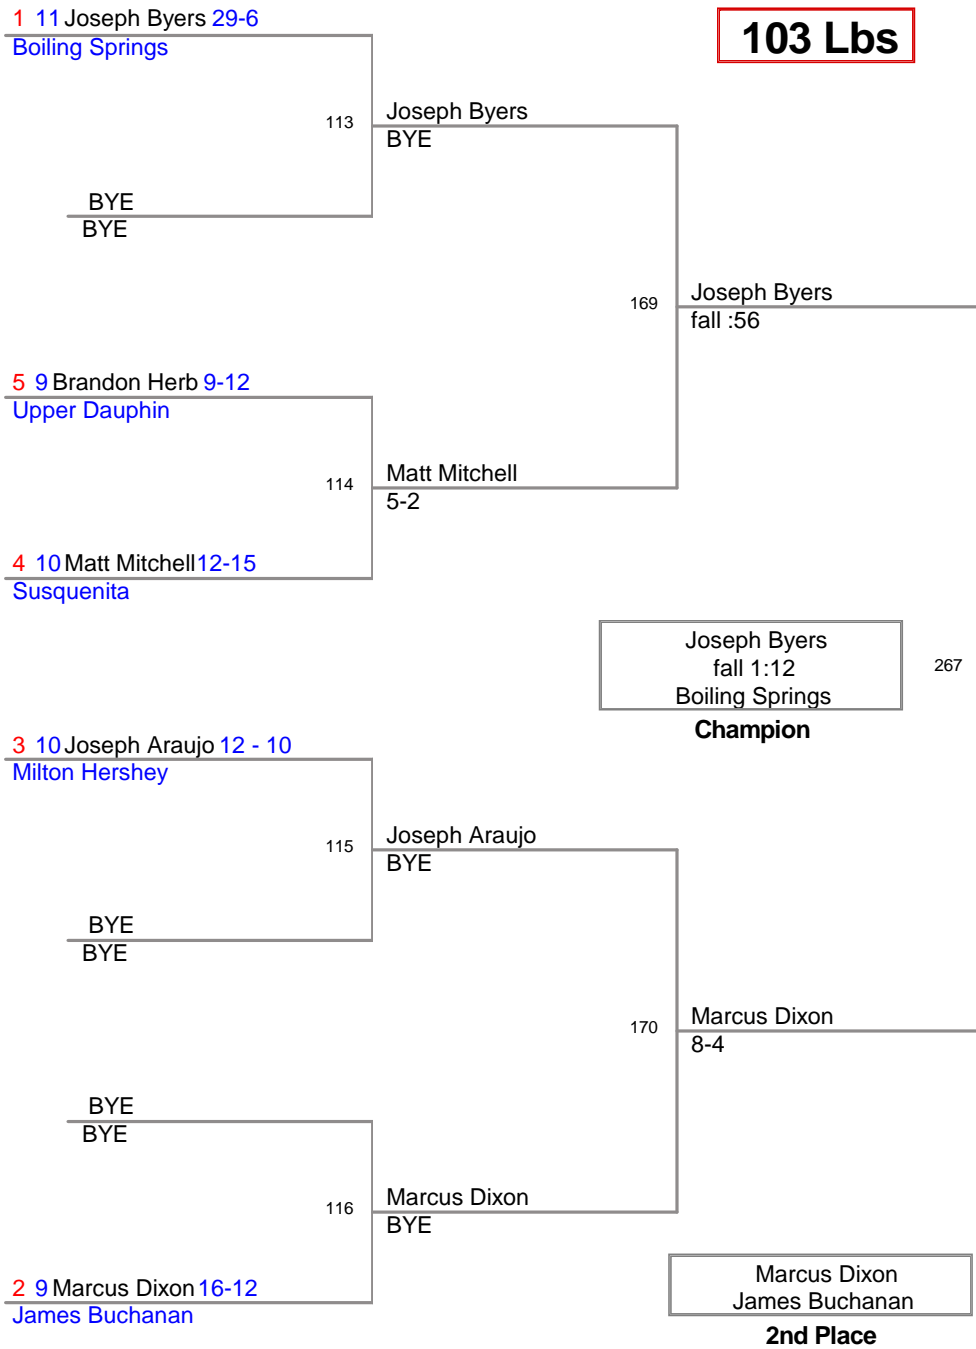 1 11 Joseph Byers 29-6
Boiling Springs
103 Lbs
113
Joseph Byers
BYE
BYE
BYE
169
Joseph Byers
fall :56
5 9 Brandon Herb 9-12
Upper Dauphin
114
Matt Mitchell
5-2
4 10 Matt Mitchell 12-15
Susquenita
Joseph Byers
fall 1:12
Boiling Springs
267
Champion
3 10 Joseph Araujo 12 - 10
Milton Hershey
115
Joseph Araujo
BYE
BYE
BYE
170
Marcus Dixon
8-4
BYE
BYE
116
Marcus Dixon
BYE
2 9 Marcus Dixon 16-12
James Buchanan
Marcus Dixon
James Buchanan
2nd Place